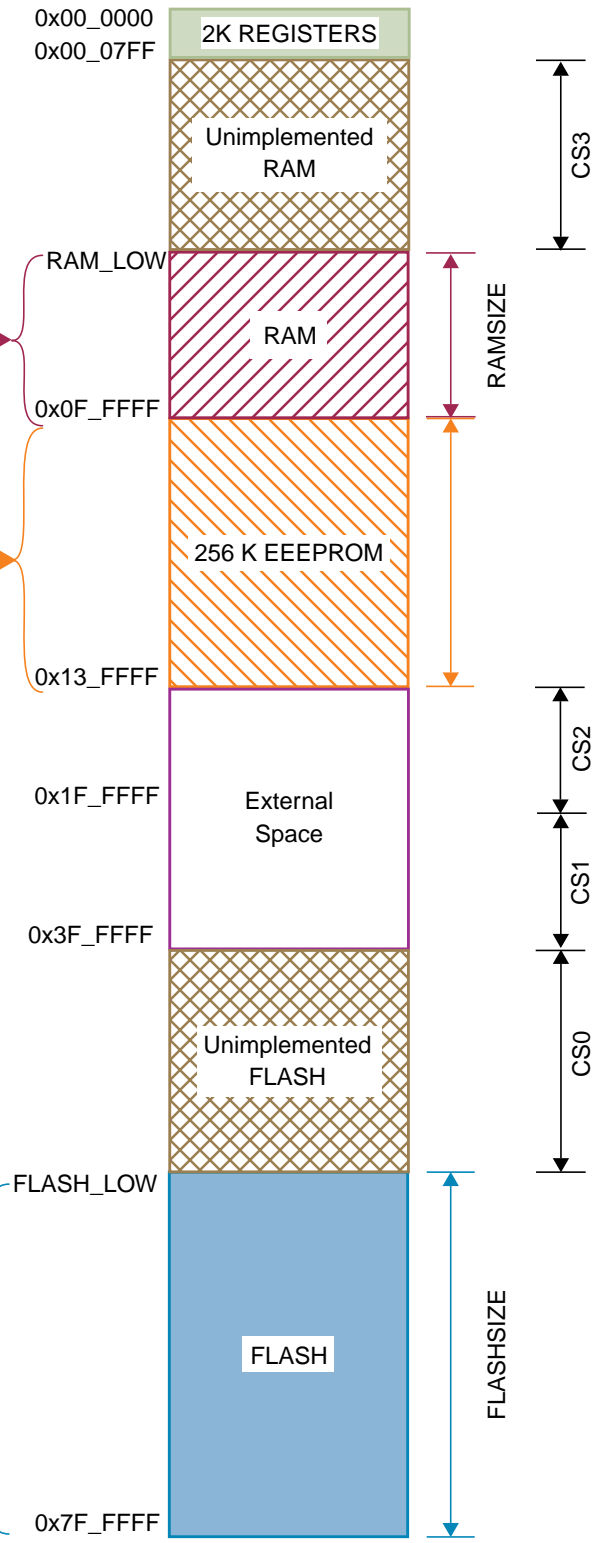 0x00_0000
2K REGISTERS
0x00_07FF
Unimplemented
RAM
CS3
RAM_LOW
RAM
RAMSIZE
0x0F_FFFF
256 K EEEPROM
0x13_FFFF
CS2
0x1F_FFFF
External
Space
CS1
0x3F_FFFF
Unimplemented
FLASH
CS0
FLASH_LOW
FLASH
FLASHSIZE
0x7F_FFFF